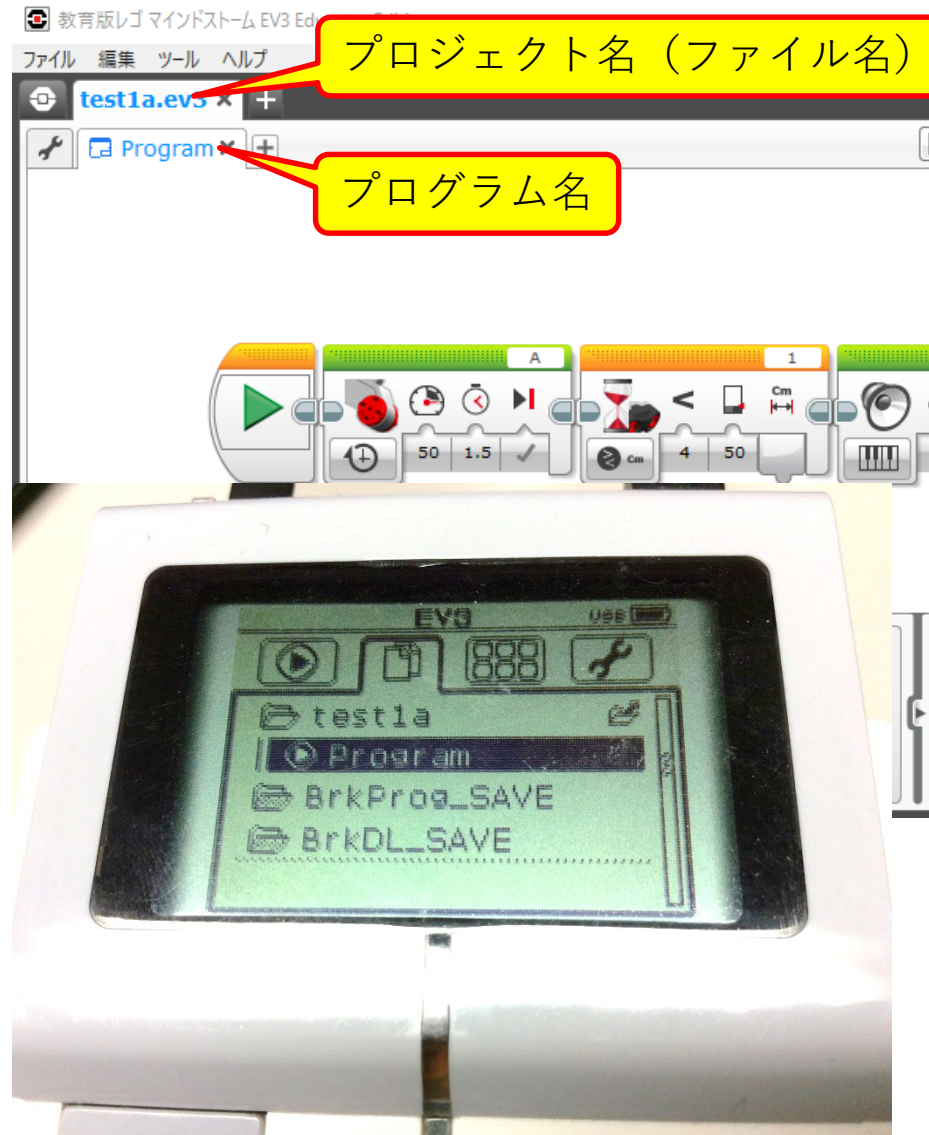 教育版レゴ マインドストーム EV3 Edu
プロジェクト名（ファイル名）
ファイル 編集 ツール ヘルプ
test1a.ev3
Program
プログラム名
A
1
Cm
50 1.5
Cm 4 50
EV3 USB
test1a
Program
BrkProg_SAVE
BrkDL_SAVE